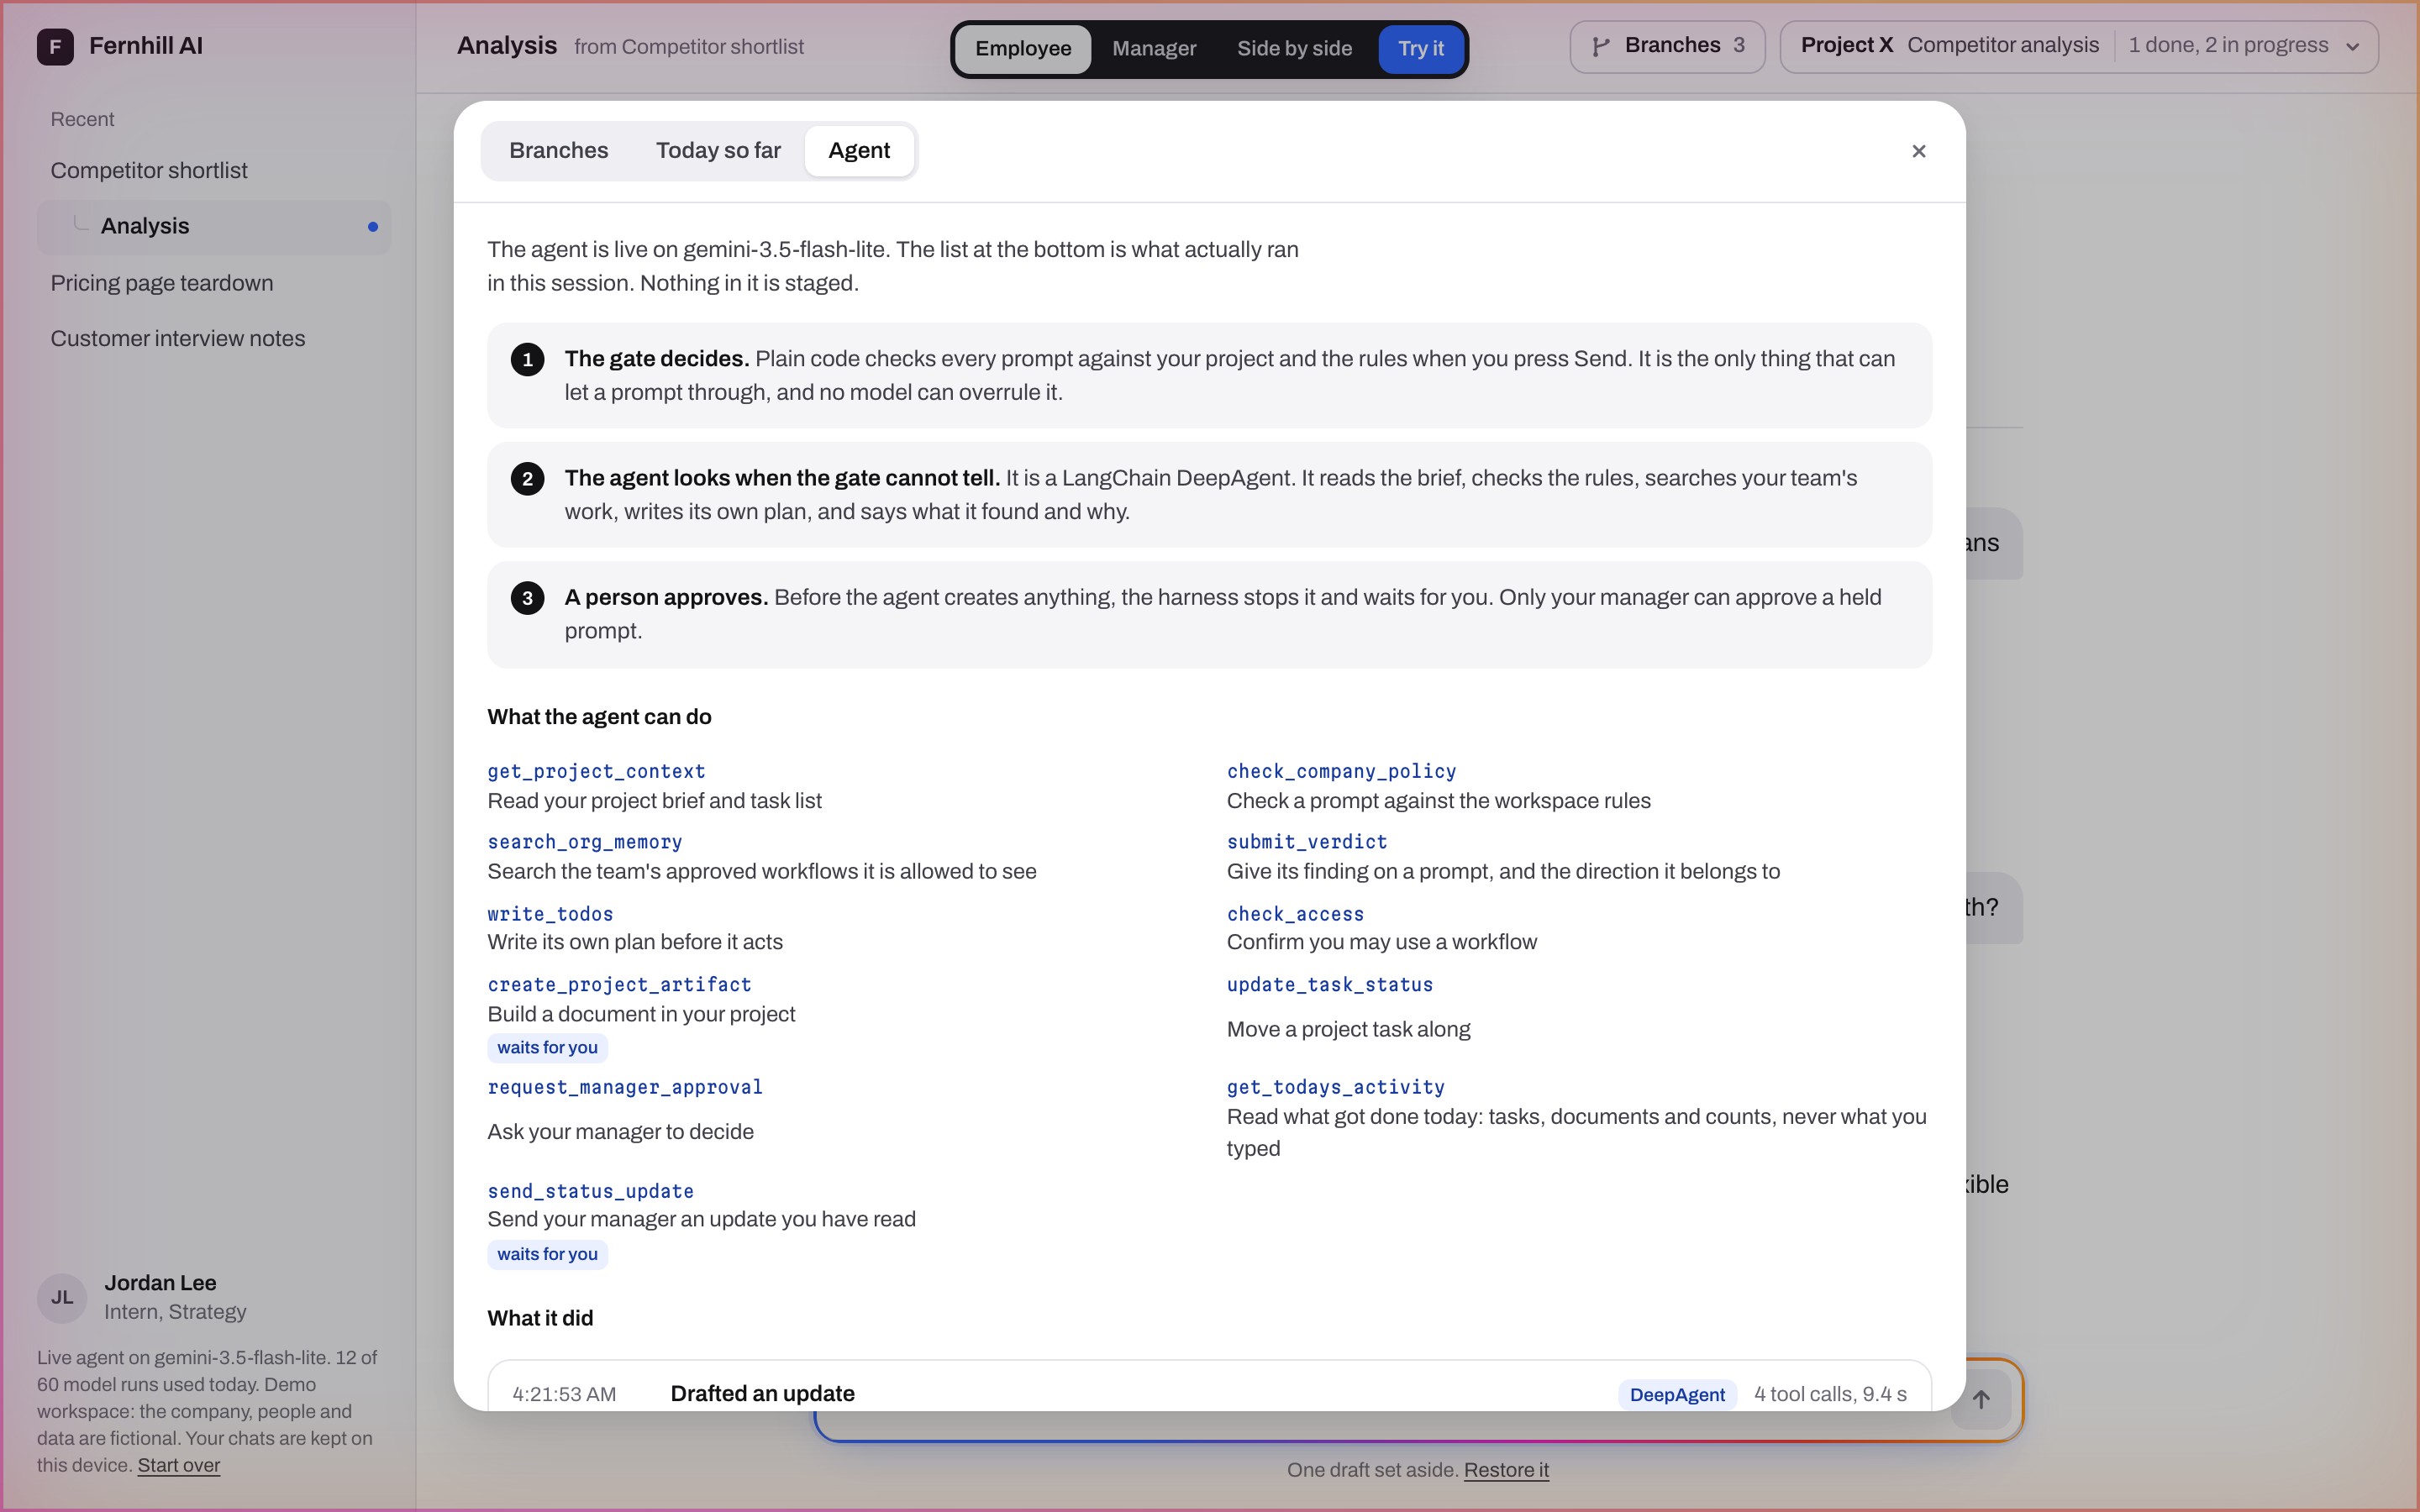 F Fernhill AI
Recent
Competitor shortlist
Analysis
Pricing page teardown
Customer interview notes
JL
Jordan Lee
Intern, Strategy
Live agent on gemini-3.5-flash-lite. 12 of
60 model runs used today. Demo
workspace: the company, people and
data are fictional. Your chats are kept on
this device. Start over
Analysis from Competitor shortlist
Employee Manager Side by side Try it
Branches 3
Project X Competitor analysis 1 done, 2 in progress
Branches Today so far Agent ×
The agent is live on gemini-3.5-flash-lite. The list at the bottom is what actually ran
in this session. Nothing in it is staged.
1 The gate decides. Plain code checks every prompt against your project and the rules when you press Send. It is the only thing that can
let a prompt through, and no model can overrule it.
2 The agent looks when the gate cannot tell. It is a LangChain DeepAgent. It reads the brief, checks the rules, searches your team's
work, writes its own plan, and says what it found and why.
3 A person approves. Before the agent creates anything, the harness stops it and waits for you. Only your manager can approve a held
prompt.
What the agent can do
get_project_context
Read your project brief and task list
check_company_policy
Check a prompt against the workspace rules
search_org_memory
Search the team's approved workflows it is allowed to see
submit_verdict
Give its finding on a prompt, and the direction it belongs to
write_todos
Write its own plan before it acts
check_access
Confirm you may use a workflow
create_project_artifact
Build a document in your project
waits for you
update_task_status
Move a project task along
request_manager_approval
Ask your manager to decide
get_todays_activity
Read what got done today: tasks, documents and counts, never what you
typed
send_status_update
Send your manager an update you have read
waits for you
What it did
4:21:53 AM Drafted an update DeepAgent 4 tool calls, 9.4 s
One draft set aside. Restore it